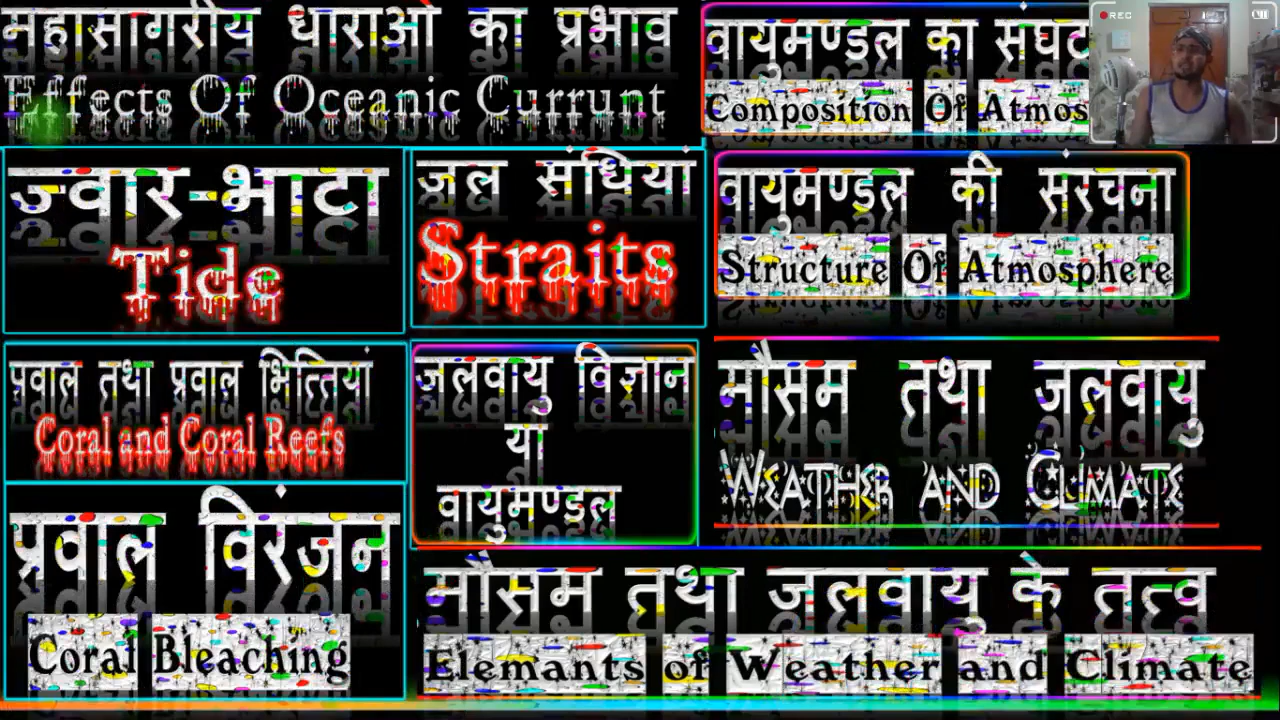 महासागरीय धाराओं का प्रभाव
Effects Of Oceanic Currunt
वायुमण्डल का संघट
Composition Of Atmos
REC
ज्वार-भाटा
Tide
जल संधियां
Straits
वायुमण्डल की संरचना
Structure Of Atmosphere
प्रवाल तथा प्रवाल भित्तियां
Coral and Coral Reefs
जलवायु विज्ञान
या
वायुमण्डल
मौसम तथा जलवायु
WEATHER AND CLIMATE
प्रवाल विरंजन
Coral Bleaching
मौसम तथा जलवायु के तत्व
Elemants of Weather and Climate